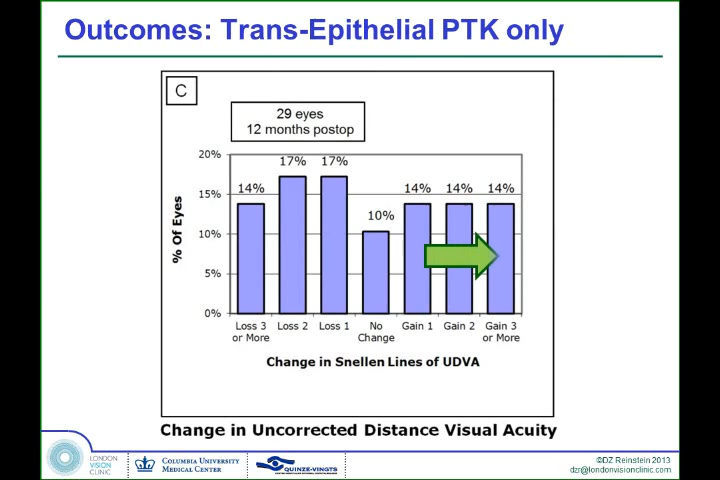 Outcomes: Trans-Epithelial PTK only
C
29 eyes
12 months postop
20%
15%
10%
5%
0%
% Of Eyes
14%
17%
17%
10%
14%
14%
14%
Loss 3 or More
Loss 2
Loss 1
No Change
Gain 1
Gain 2
Gain 3 or More
Change in Snellen Lines of UDVA
Change in Uncorrected Distance Visual Acuity
LONDON
VISION
CLINIC
COLUMBIA UNIVERSITY
MEDICAL CENTER
QUINZE-VINGTS
©DZ Reinstein 2013
dzr@londonvisionclinic.com